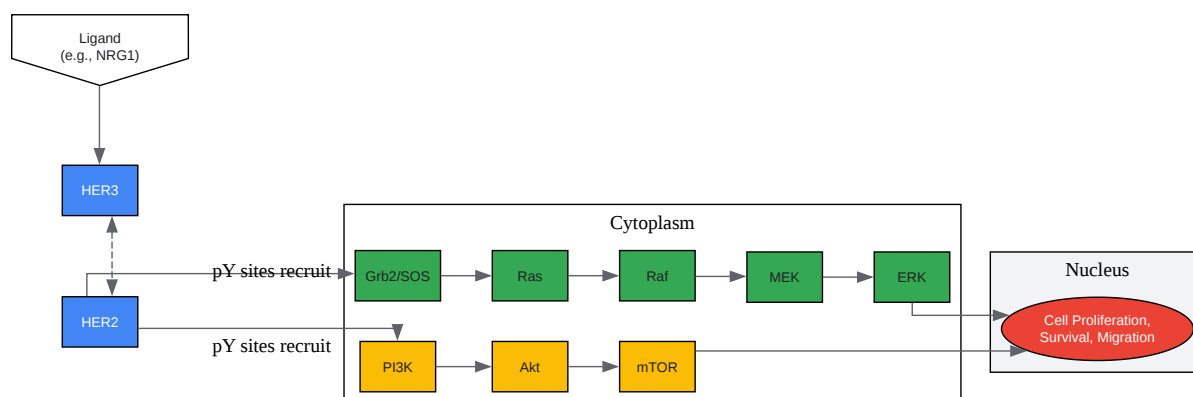 Ligand
(e.g., NRG1)
HER3
Cytoplasm
pY sites recruit
Grb2/SOS
Ras
Raf
MEK
ERK
Nucleus
HER2
Cell Proliferation,
Survival, Migration
pY sites recruit
PI3K
Akt
mTOR